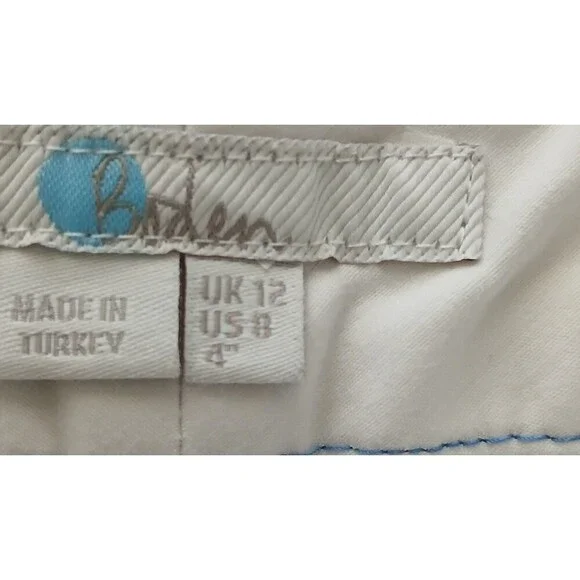 Boden
MADE IN
TURKEY
UK 12
US 8
4"